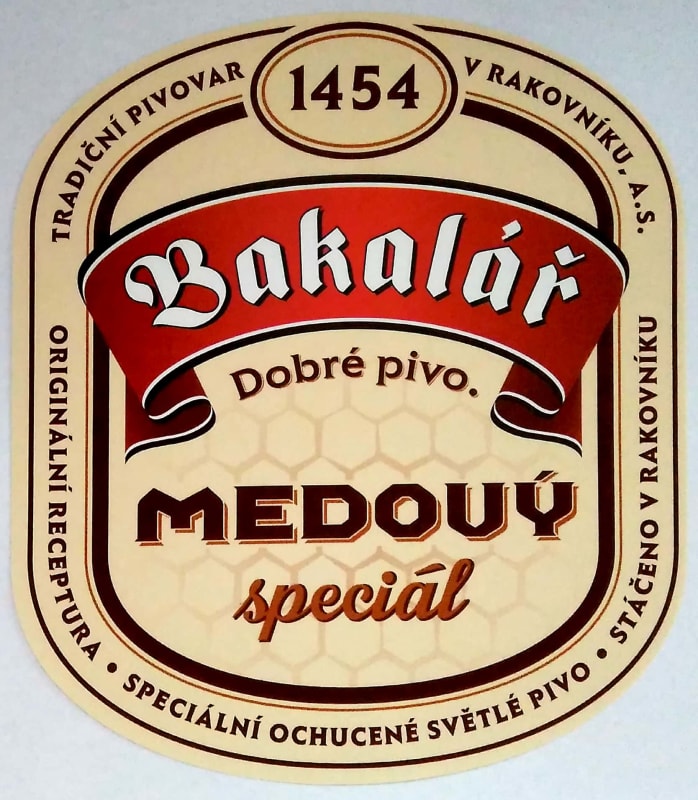 1454
TRADIČNÍ PIVOVAR V RAKOVNÍKU, A.S.
Bakalář
Dobré pivo.
MEDOVÝ
speciál
ORIGINÁLNÍ RECEPTURA • SPECIÁLNÍ OCHUCENÉ SVĚTLÉ PIVO • STÁČENO V RAKOVNÍKU